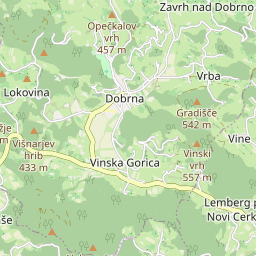 Zavrh nad Dobrno
Opečkalov
vrh
457 m
Vrba
Lokovina
Dobrna
Gradišče
542 m
Vine
Višnarjev
hrib
433 m
Vinska Gorica
Vinski
vrh
557 m
Lemberg p
Novi Cerk